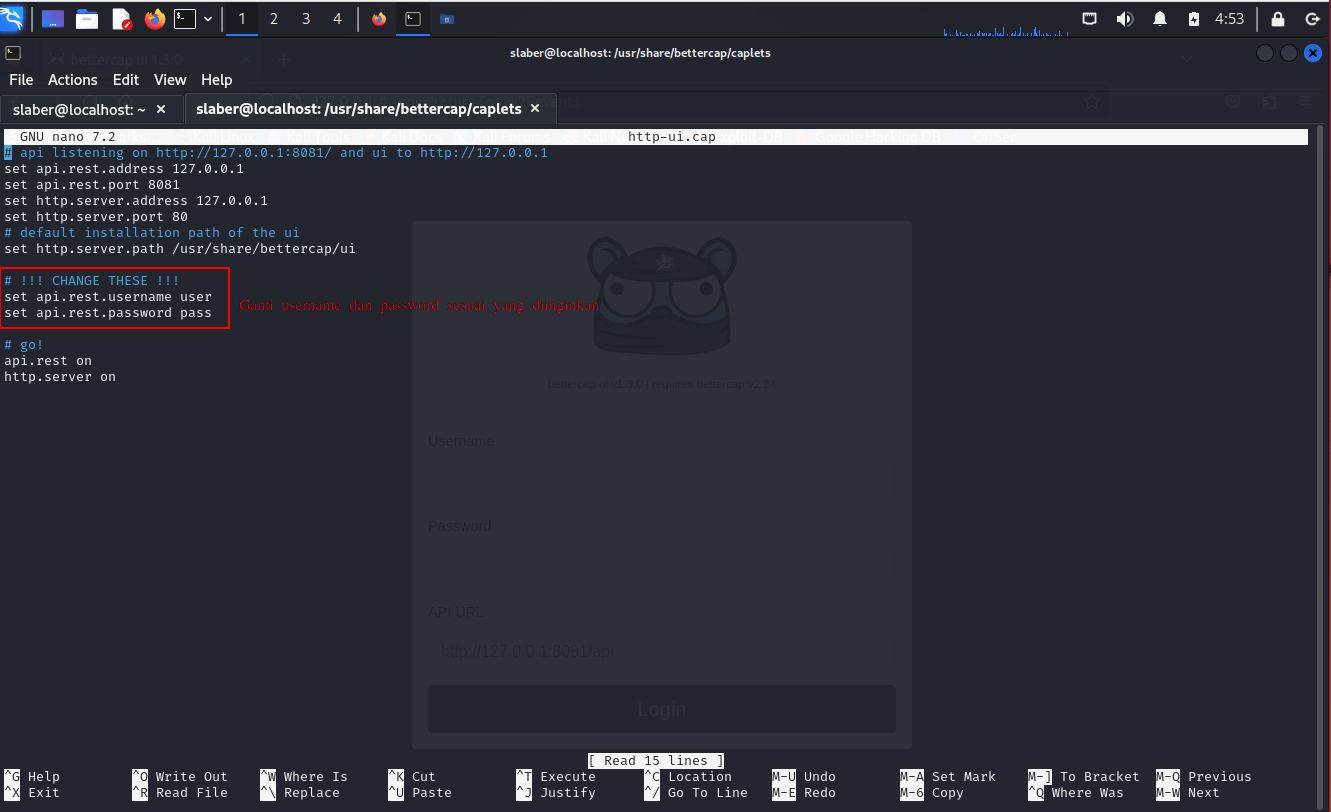 1 2 3 4
4:53
slaber@localhost: /usr/share/bettercap/caplets
bettercap ui 1.3.0
File Actions Edit View Help
slaber@localhost: ~ ×
slaber@localhost: /usr/share/bettercap/caplets ×
GNU nano 7.2 http-ui.cap
# api listening on http://127.0.0.1:8081/ and ui to http://127.0.0.1
set api.rest.address 127.0.0.1
set api.rest.port 8081
set http.server.address 127.0.0.1
set http.server.port 80
# default installation path of the ui
set http.server.path /usr/share/bettercap/ui
# !!! CHANGE THESE !!!
set api.rest.username user
set api.rest.password pass
Ganti username dan password sesuai yang diinginkan
# go!
api.rest on
http.server on
bettercap ui v1.3.0 | requires bettercap v2.24
Username
Password
API URL
http://127.0.0.1:8081/api
Login
[ Read 15 lines ]
^G Help ^O Write Out ^W Where Is ^K Cut ^T Execute ^C Location M-U Undo M-A Set Mark M-] To Bracket M-Q Previous
^X Exit ^R Read File ^\ Replace ^U Paste ^J Justify ^/ Go To Line M-E Redo M-6 Copy ^Q Where Was M-W Next